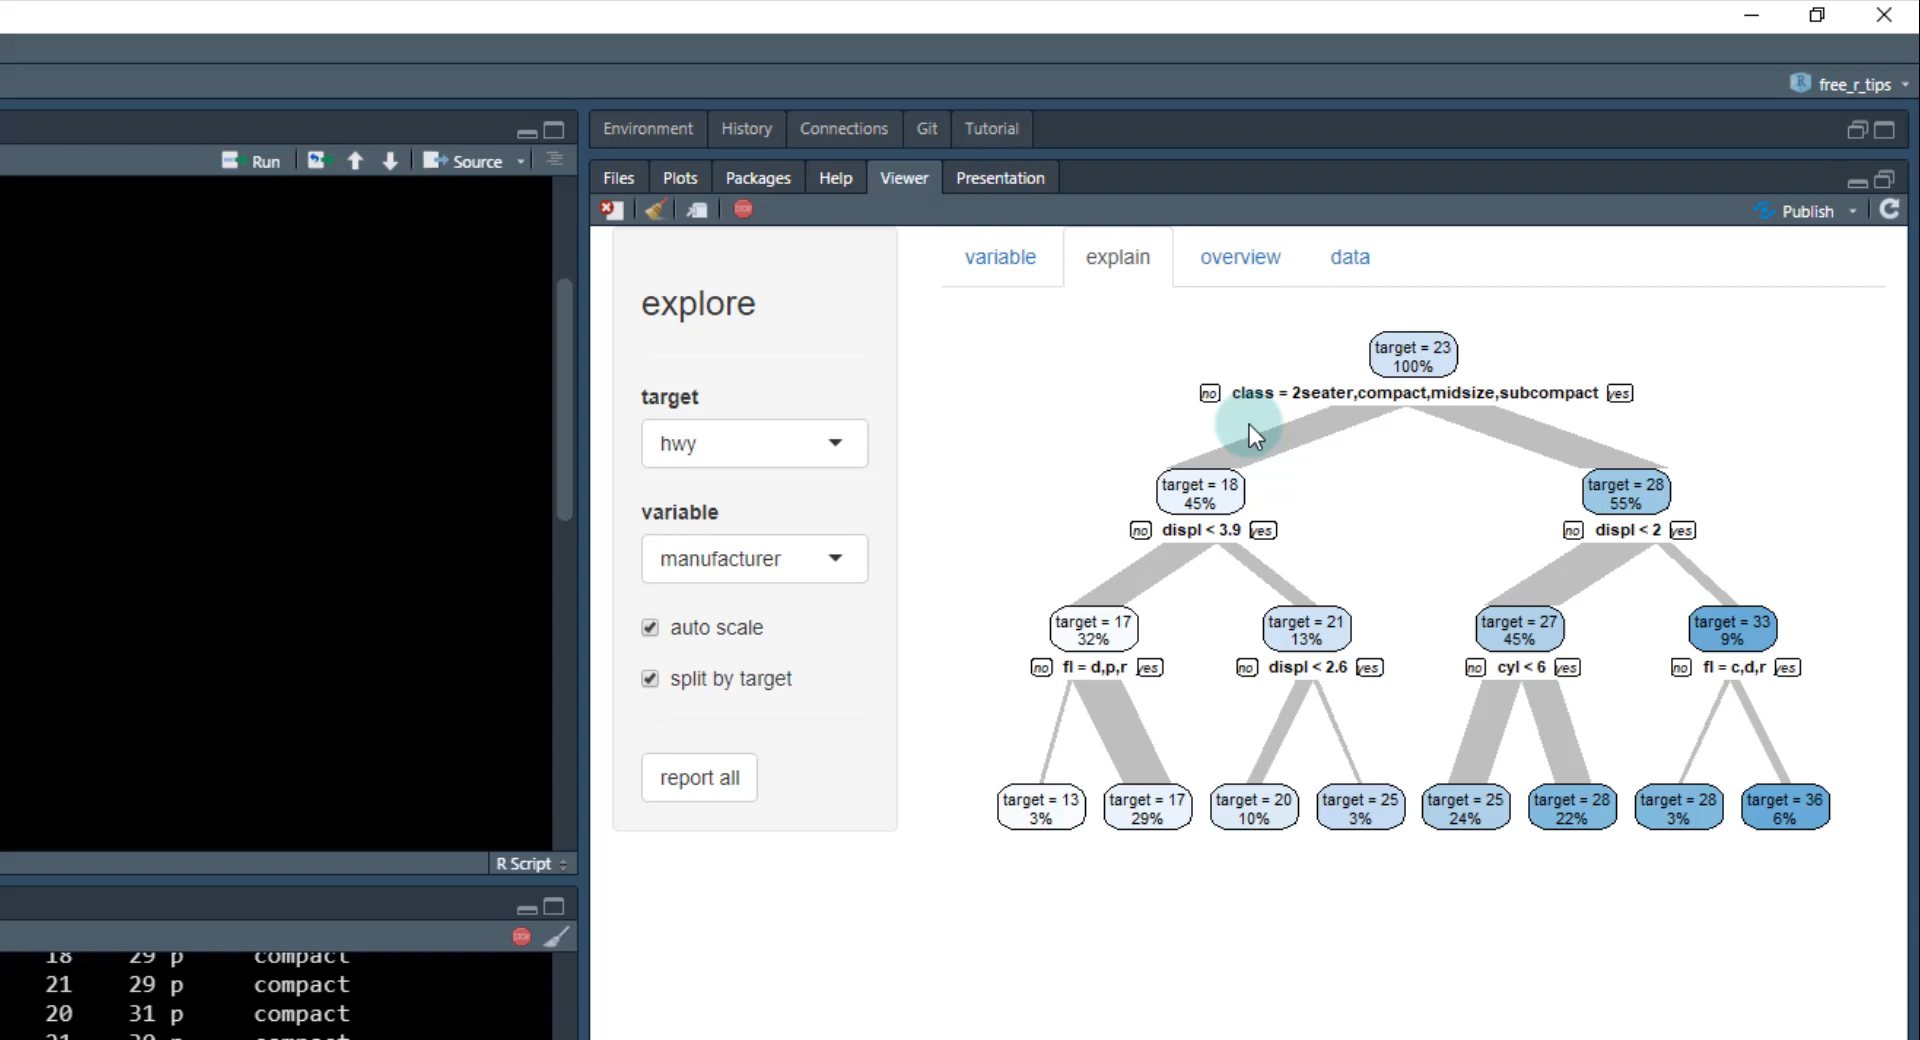 free_r_tips
Environment History Connections Git Tutorial
Run Source
Files Plots Packages Help Viewer Presentation
Publish
variable explain overview data
explore
target = 23
100%
no class = 2seater,compact,midsize,subcompact yes
target
hwy
target = 18
45%
target = 28
55%
no displ < 3.9 yes
no displ < 2 yes
variable
manufacturer
target = 17
32%
target = 21
13%
target = 27
45%
target = 33
9%
auto scale
no fl = d,p,r yes
no displ < 2.6 yes
no cyl < 6 yes
no fl = c,d,r yes
split by target
report all
target = 13
3%
target = 17
29%
target = 20
10%
target = 25
3%
target = 25
24%
target = 28
22%
target = 28
3%
target = 36
6%
R Script
18 29 p compact
21 29 p compact
20 31 p compact